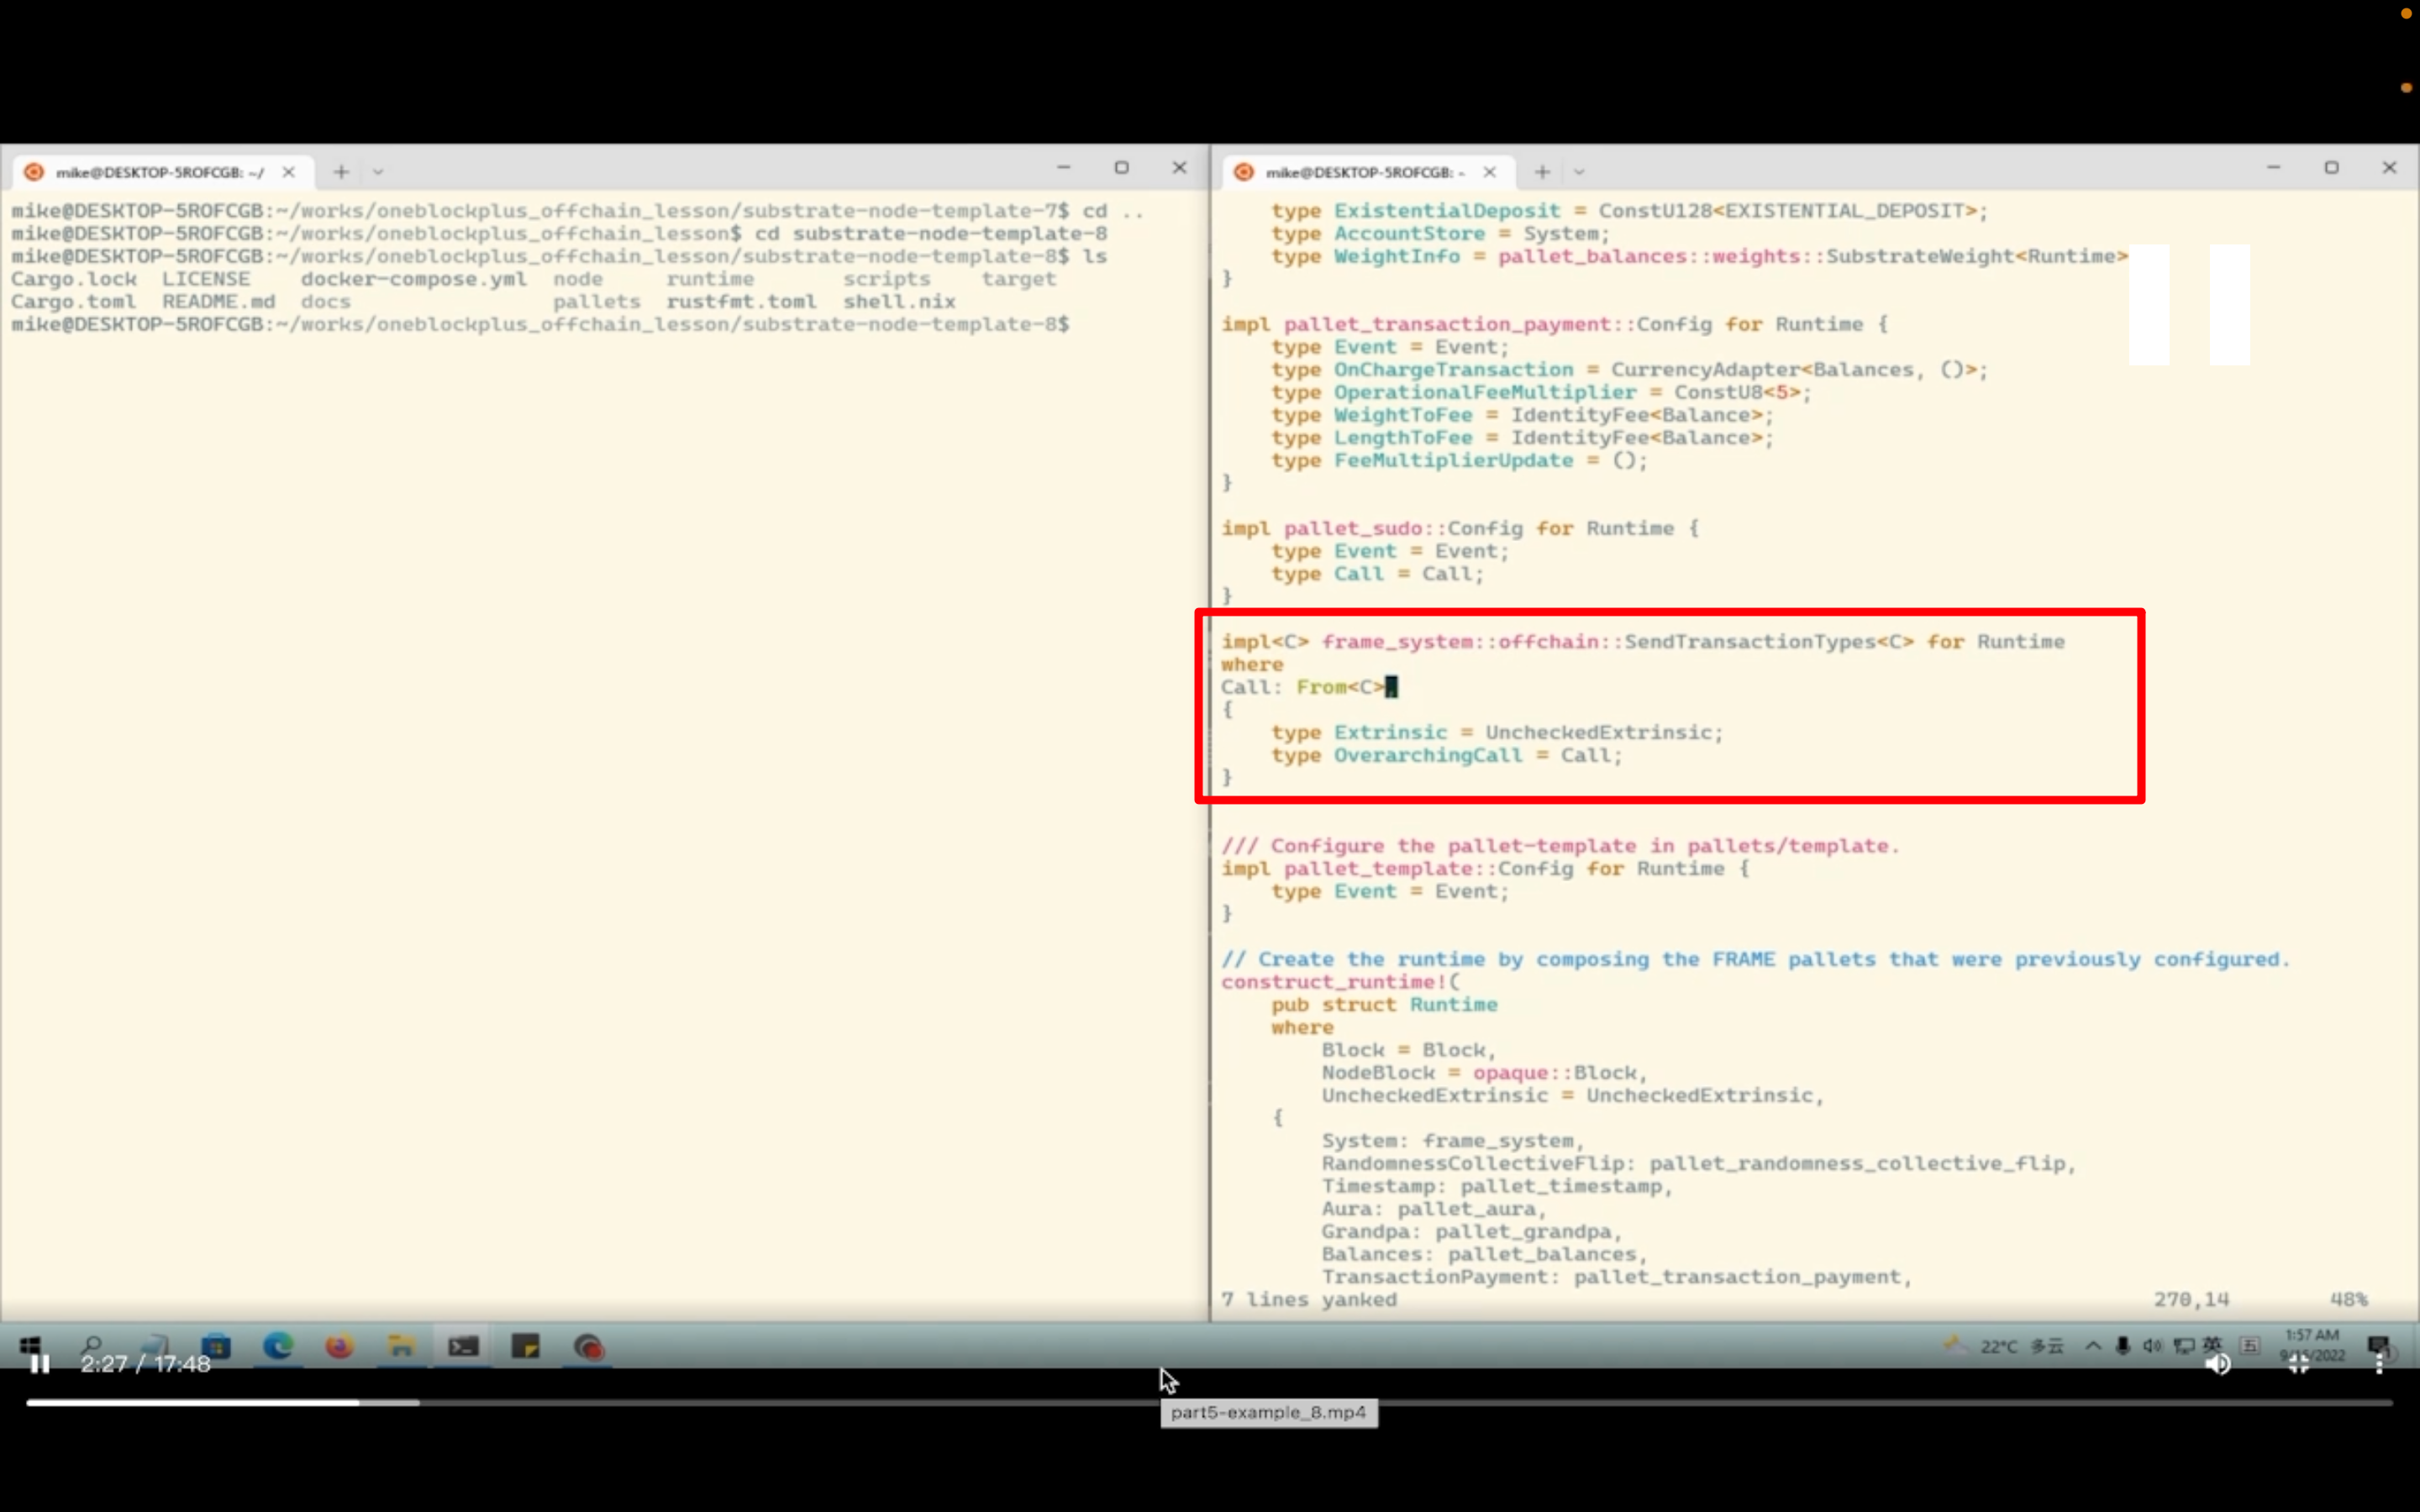 mike@DESKTOP-5ROFCGB: ~/
mike@DESKTOP-5ROFCGB:~/works/oneblockplus_offchain_lesson/substrate-node-template-7$ cd ..
mike@DESKTOP-5ROFCGB:~/works/oneblockplus_offchain_lesson$ cd substrate-node-template-8
mike@DESKTOP-5ROFCGB:~/works/oneblockplus_offchain_lesson/substrate-node-template-8$ ls
Cargo.lock LICENSE docker-compose.yml node runtime scripts target
Cargo.toml README.md docs pallets rustfmt.toml shell.nix
mike@DESKTOP-5ROFCGB:~/works/oneblockplus_offchain_lesson/substrate-node-template-8$
mike@DESKTOP-5ROFCGB: ~
type ExistentialDeposit = ConstU128<EXISTENTIAL_DEPOSIT>;
type AccountStore = System;
type WeightInfo = pallet_balances::weights::SubstrateWeight<Runtime>
}
impl pallet_transaction_payment::Config for Runtime {
type Event = Event;
type OnChargeTransaction = CurrencyAdapter<Balances, ()>;
type OperationalFeeMultiplier = ConstU8<5>;
type WeightToFee = IdentityFee<Balance>;
type LengthToFee = IdentityFee<Balance>;
type FeeMultiplierUpdate = ();
}
impl pallet_sudo::Config for Runtime {
type Event = Event;
type Call = Call;
}
impl<C> frame_system::offchain::SendTransactionTypes<C> for Runtime
where
Call: From<C>,
{
type Extrinsic = UncheckedExtrinsic;
type OverarchingCall = Call;
}
/// Configure the pallet-template in pallets/template.
impl pallet_template::Config for Runtime {
type Event = Event;
}
// Create the runtime by composing the FRAME pallets that were previously configured.
construct_runtime!(
pub struct Runtime
where
Block = Block,
NodeBlock = opaque::Block,
UncheckedExtrinsic = UncheckedExtrinsic,
{
System: frame_system,
RandomnessCollectiveFlip: pallet_randomness_collective_flip,
Timestamp: pallet_timestamp,
Aura: pallet_aura,
Grandpa: pallet_grandpa,
Balances: pallet_balances,
TransactionPayment: pallet_transaction_payment,
7 lines yanked 270,14 48%
22°C 多云 英 五 1:57 AM
9/15/2022
2:27 / 17:48
part5-example_8.mp4